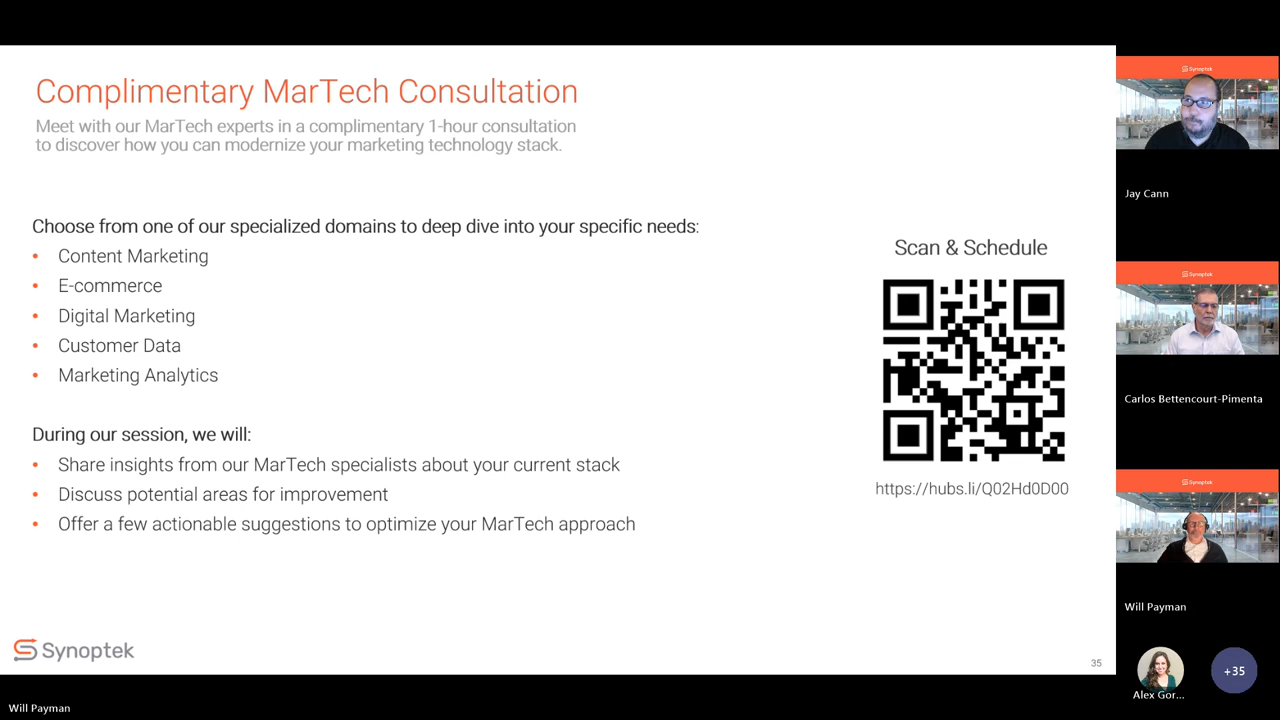 Complimentary MarTech Consultation
Meet with our MarTech experts in a complimentary 1-hour consultation
to discover how you can modernize your marketing technology stack.
Choose from one of our specialized domains to deep dive into your specific needs:
• Content Marketing
• E-commerce
• Digital Marketing
• Customer Data
• Marketing Analytics
During our session, we will:
• Share insights from our MarTech specialists about your current stack
• Discuss potential areas for improvement
• Offer a few actionable suggestions to optimize your MarTech approach
Scan & Schedule
https://hubs.li/Q02Hd0D00
Synoptek
35
Synoptek
Jay Cann
Synoptek
Carlos Bettencourt-Pimenta
Synoptek
Will Payman
Alex Gor...
+35
Will Payman